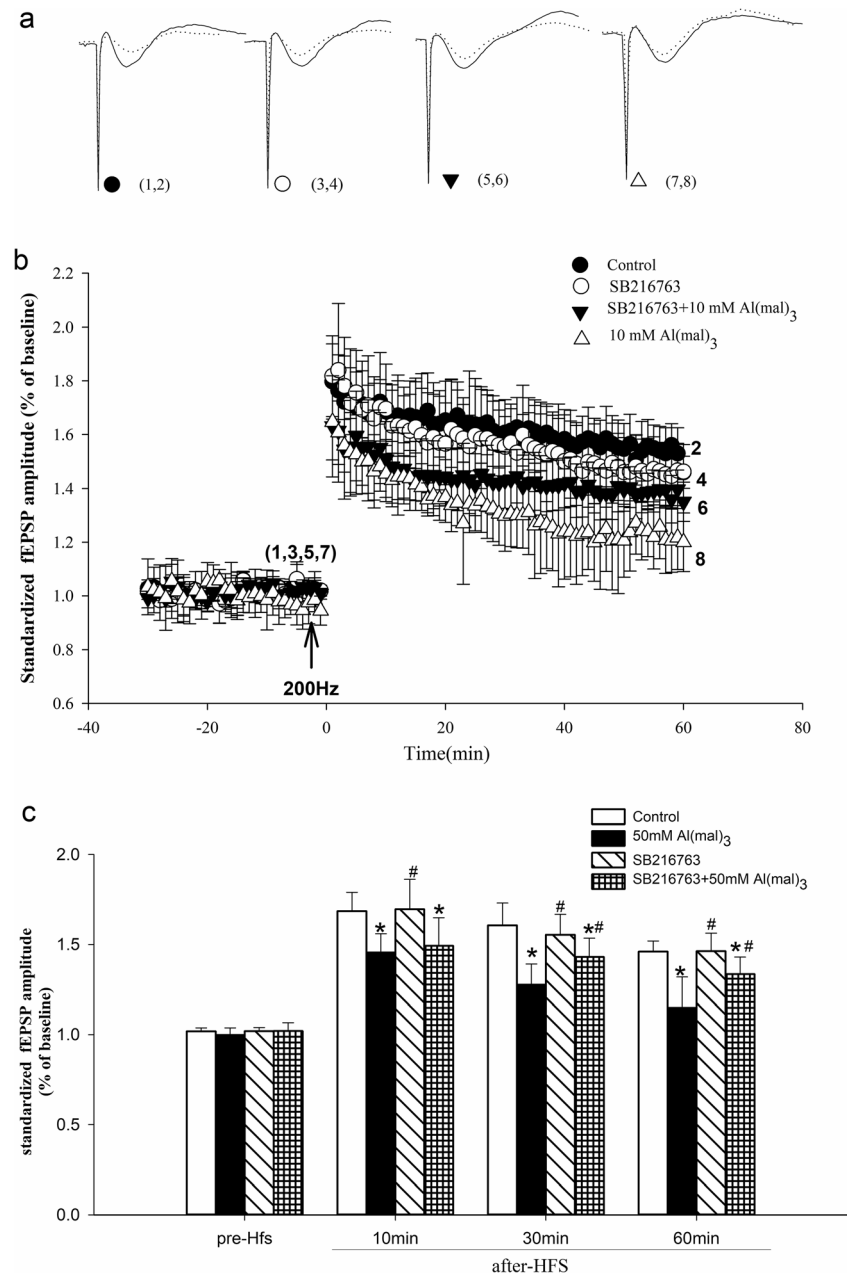 a
(1,2) (3,4) (5,6) (7,8)
b
Standardized fEPSP amplitude (% of baseline)
2.2
2.0
1.8
1.6
1.4
1.2
1.0
0.8
0.6
Control
SB216763
SB216763+10 mM Al(mal)3
10 mM Al(mal)3
2
4
6
8
(1,3,5,7)
200Hz
-40 -20 0 20 40 60 80
Time(min)
c
standardized fEPSP amplitude
(% of baseline)
2.0
1.5
1.0
0.5
0.0
Control
50mM Al(mal)3
SB216763
SB216763+50mM Al(mal)3
* # *
* # *#
* # *#
pre-Hfs 10min 30min 60min
after-HFS